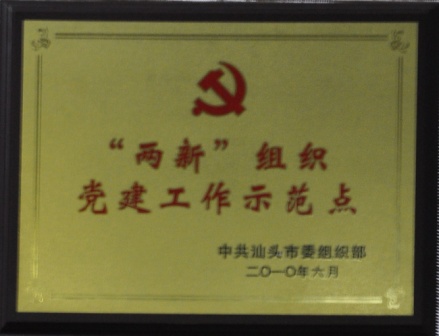 “两新”组织
党建工作示范点
中共汕头市委组织部
二〇一〇年六月